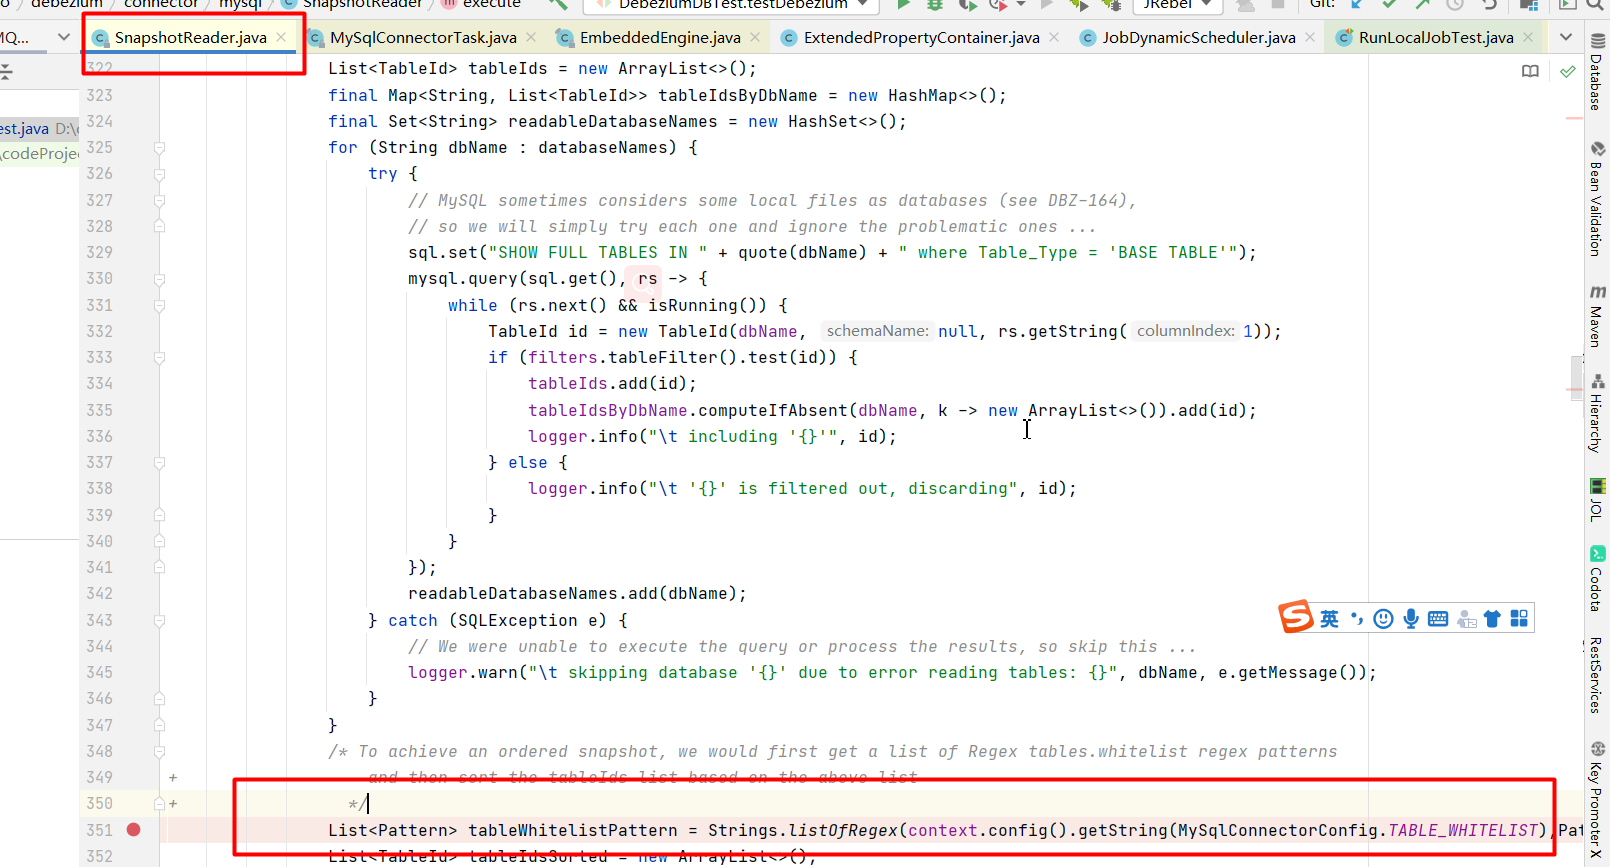 debezium connector mysql SnapshotReader execute DebeziumDBTest.testDebezium JRebel Git:
MQ... SnapshotReader.java MySqlConnectorTask.java EmbeddedEngine.java ExtendedPropertyContainer.java JobDynamicScheduler.java RunLocalJobTest.java
322 List<TableId> tableIds = new ArrayList<>();
323 final Map<String, List<TableId>> tableIdsByDbName = new HashMap<>();
324 final Set<String> readableDatabaseNames = new HashSet<>();
est.java D:\c
325 for (String dbName : databaseNames) {
\codeProje
326 try {
327 // MySQL sometimes considers some local files as databases (see DBZ-164),
328 // so we will simply try each one and ignore the problematic ones ...
329 sql.set("SHOW FULL TABLES IN " + quote(dbName) + " where Table_Type = 'BASE TABLE'");
330 mysql.query(sql.get(), rs -> {
331 while (rs.next() && isRunning()) {
332 TableId id = new TableId(dbName, schemaName: null, rs.getString( columnIndex: 1));
333 if (filters.tableFilter().test(id)) {
334 tableIds.add(id);
335 tableIdsByDbName.computeIfAbsent(dbName, k -> new ArrayList<>()).add(id);
336 logger.info("\t including '{}'", id);
337 } else {
338 logger.info("\t '{}' is filtered out, discarding", id);
339 }
340 }
341 });
342 readableDatabaseNames.add(dbName);
343 } catch (SQLException e) {
344 // We were unable to execute the query or process the results, so skip this ...
345 logger.warn("\t skipping database '{}' due to error reading tables: {}", dbName, e.getMessage());
346 }
347 }
348 /* To achieve an ordered snapshot, we would first get a list of Regex tables.whitelist regex patterns
349 + and then sort the tableIds list based on the above list
350 + */
351 List<Pattern> tableWhitelistPattern = Strings.listOfRegex(context.config().getString(MySqlConnectorConfig.TABLE_WHITELIST),Pat
352 List<TableId> tableIdsSorted = new ArrayList<>();
S 英
Database
Bean Validation
m Maven
Hierarchy
JOL
Codota
RestServices
Key Promoter X